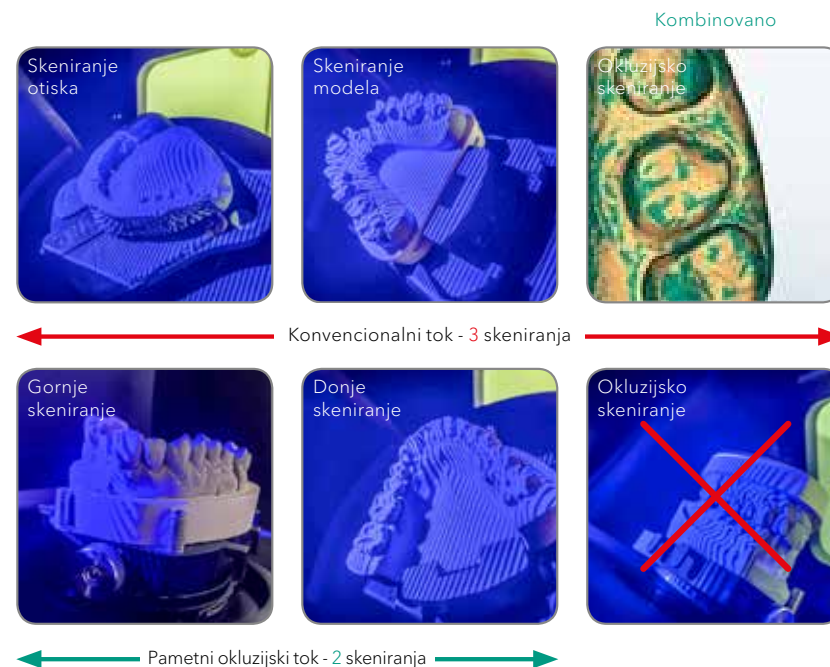 Kombinovano
Skeniranje
otiska
Skeniranje
modela
Okluzijsko
skeniranje
Konvencionalni tok - 3 skeniranja
Gornje
skeniranje
Donje
skeniranje
Okluzijsko
skeniranje
Pametni okluzijski tok - 2 skeniranja